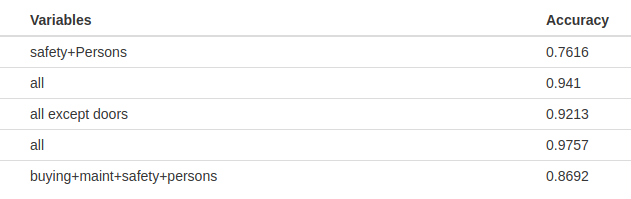 Variables Accuracy
safety+Persons 0.7616
all 0.941
all except doors 0.9213
all 0.9757
buying+maint+safety+persons 0.8692